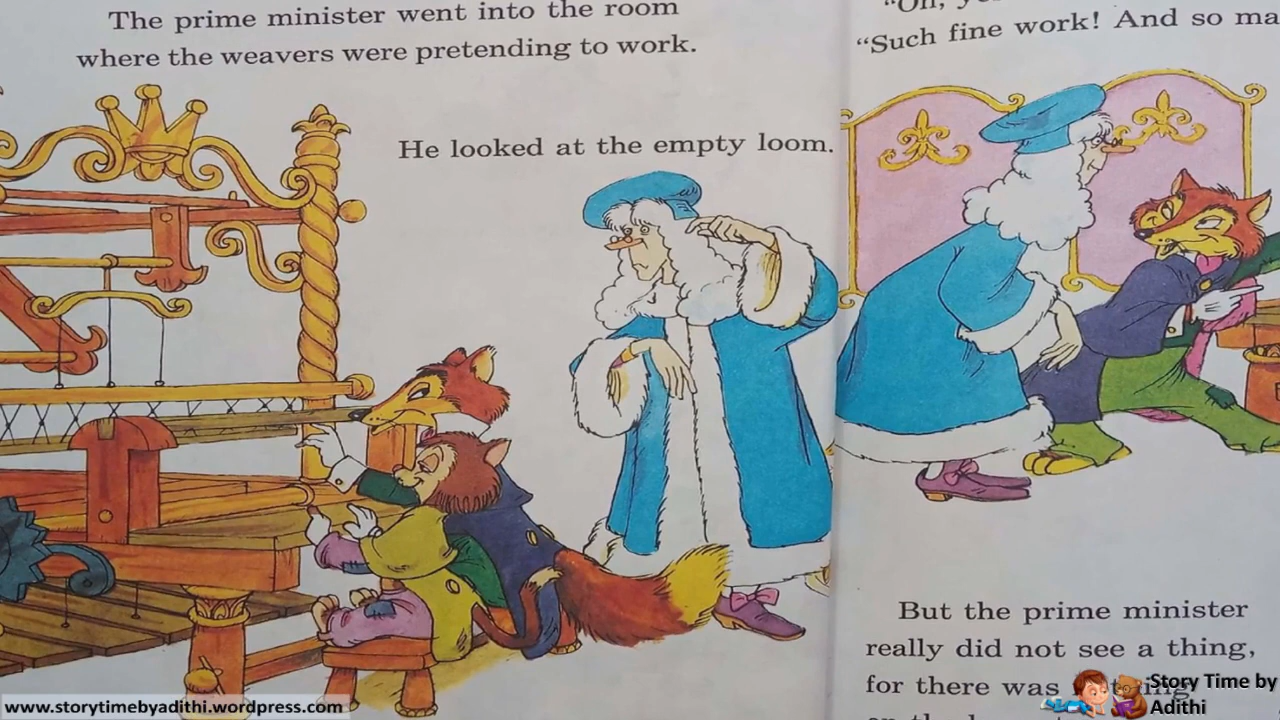 The prime minister went into the room
where the weavers were pretending to work.
He looked at the empty loom.
"Such fine work! And so
But the prime minister
really did not see a thing,
for there was
www.storytimebyadithi.wordpress.com
Story Time by
Adithi